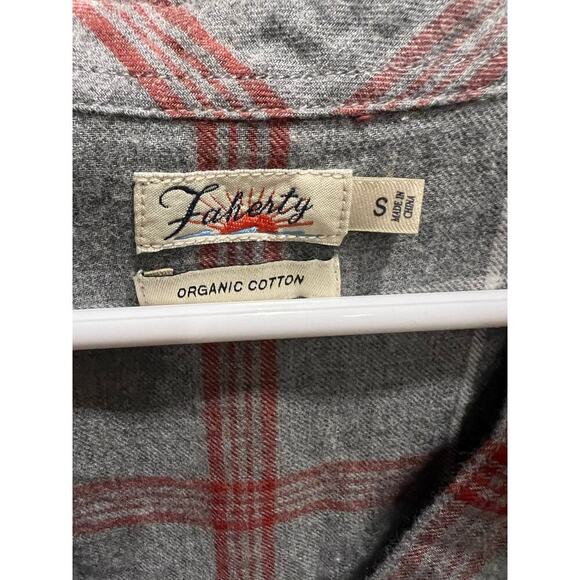 Faherty
S
MADE IN
CHINA
ORGANIC COTTON